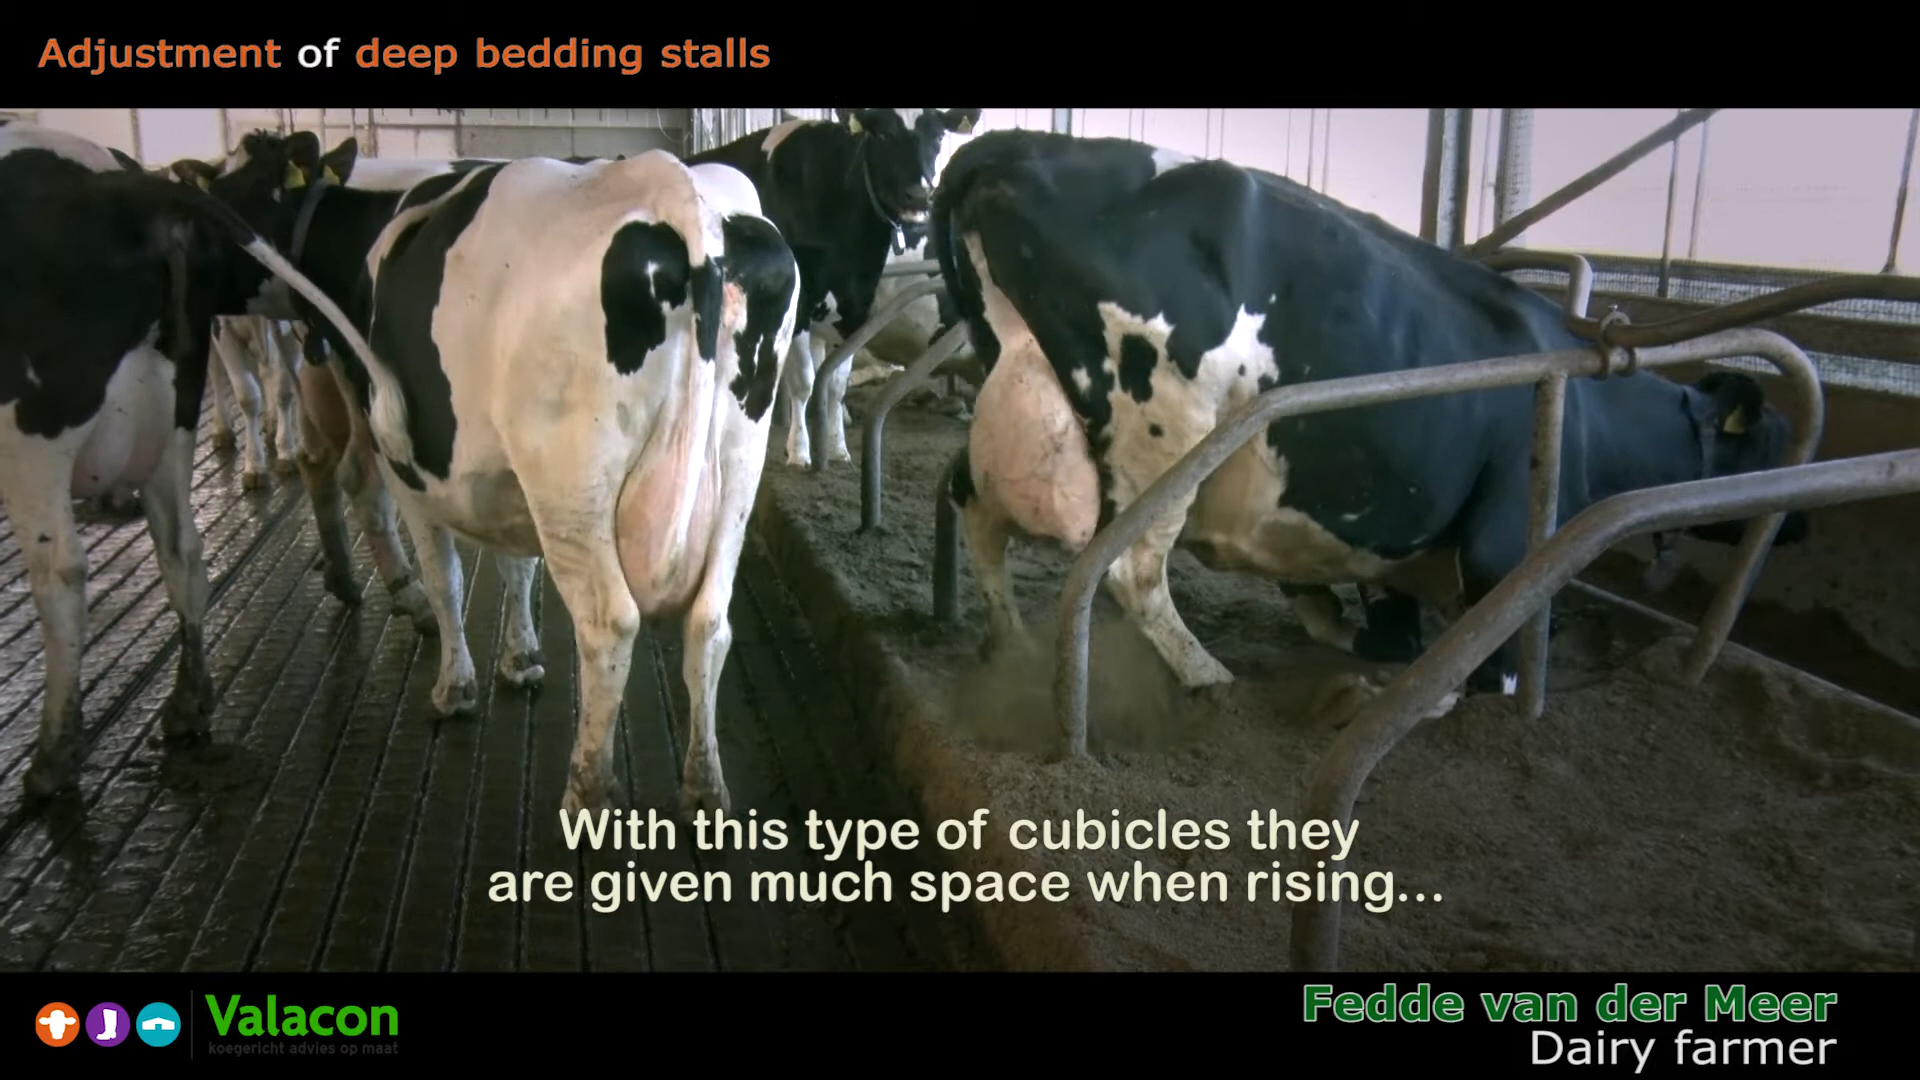 Adjustment of deep bedding stalls
With this type of cubicles they
are given much space when rising...
Valacon
koegericht advies op maat
Fedde van der Meer
Dairy farmer